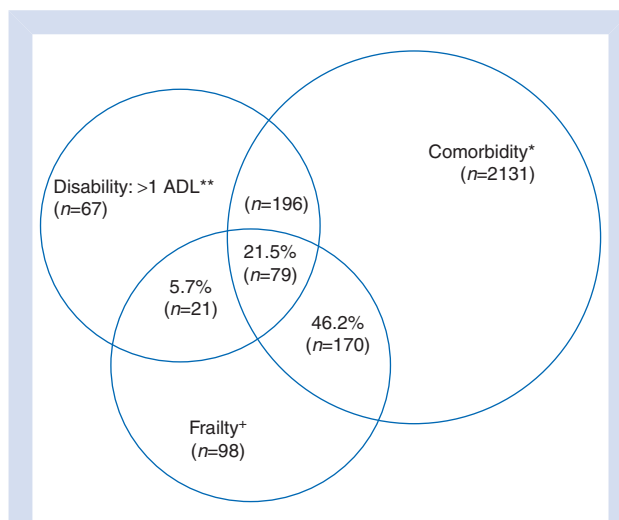 Comorbidity*
(n=2131)
Disability: >1 ADL**
(n=67)
(n=196)
21.5%
(n=79)
5.7%
(n=21)
46.2%
(n=170)
Frailty+
(n=98)